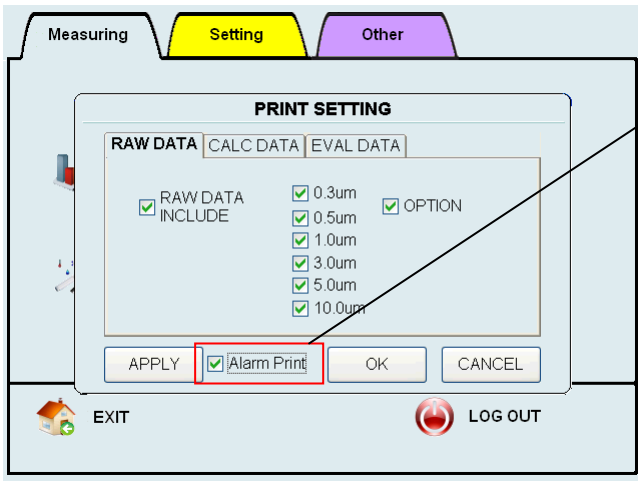 Measuring Setting Other
PRINT SETTING
RAW DATA CALC DATA EVAL DATA
RAW DATA
INCLUDE
0.3um
0.5um
1.0um
3.0um
5.0um
10.0um
OPTION
APPLY Alarm Print OK CANCEL
EXIT LOG OUT